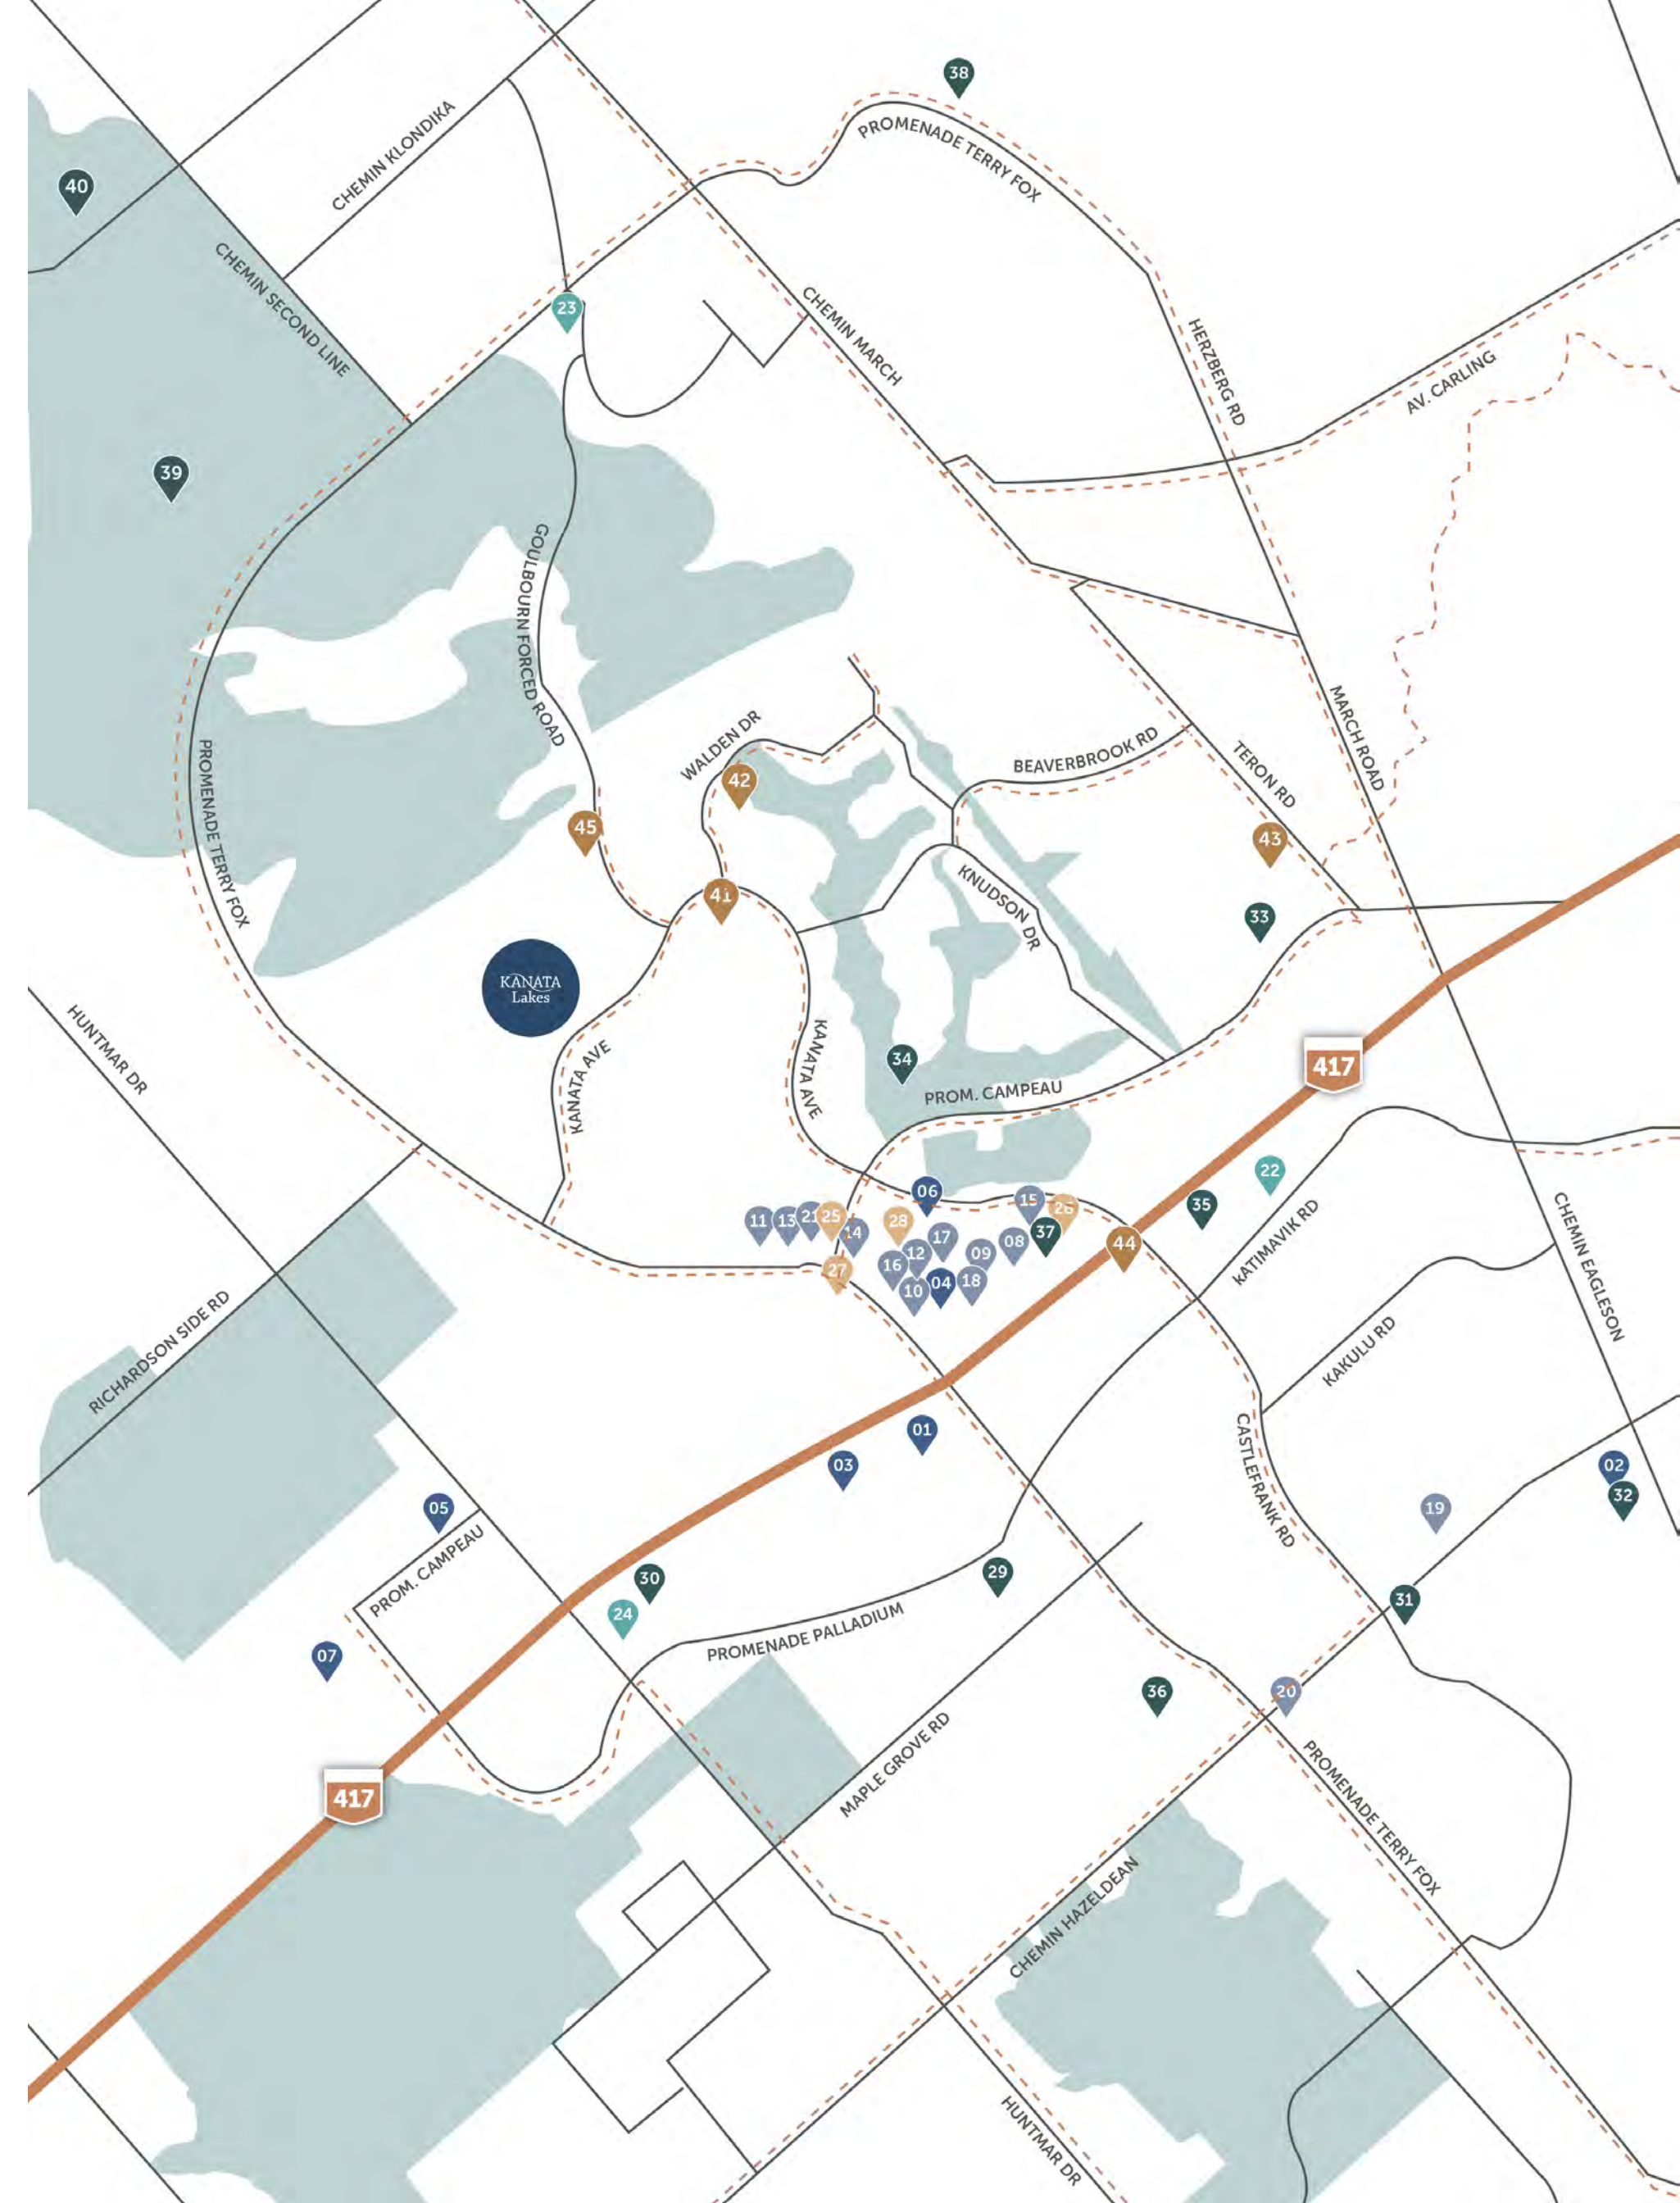 38
PROMENADE TERRY FOX
CHEMIN KLONDIKA
40
CHEMIN SECOND LINE
23
CHEMIN MARCH
HERZBERG RD
AV. CARLING
39
GOULBOURN FORCED ROAD
WALDEN DR
42
BEAVERBROOK RD
MARCH ROAD
TERON RD
45
43
PROMENADE TERRY FOX
41
KNUDSON DR
33
KANATA
Lakes
HUNTMAR DR
KANATA AVE
KANATA AVE
34
PROM. CAMPEAU
417
22
06
15
26
35
11
13
21
25
14
28
37
44
17
08
12
09
16
27
10
04
18
KATIMAVIK RD
CHEMIN EAGLESON
RICHARDSON SIDE RD
KAKULU RD
01
03
CASTLEFRANK RD
02
32
05
19
PROM. CAMPEAU
30
29
24
31
PROMENADE PALLADIUM
07
36
20
MAPLE GROVE RD
417
PROMENADE TERRY FOX
CHEMIN HAZELDEAN
HUNTMAR DR